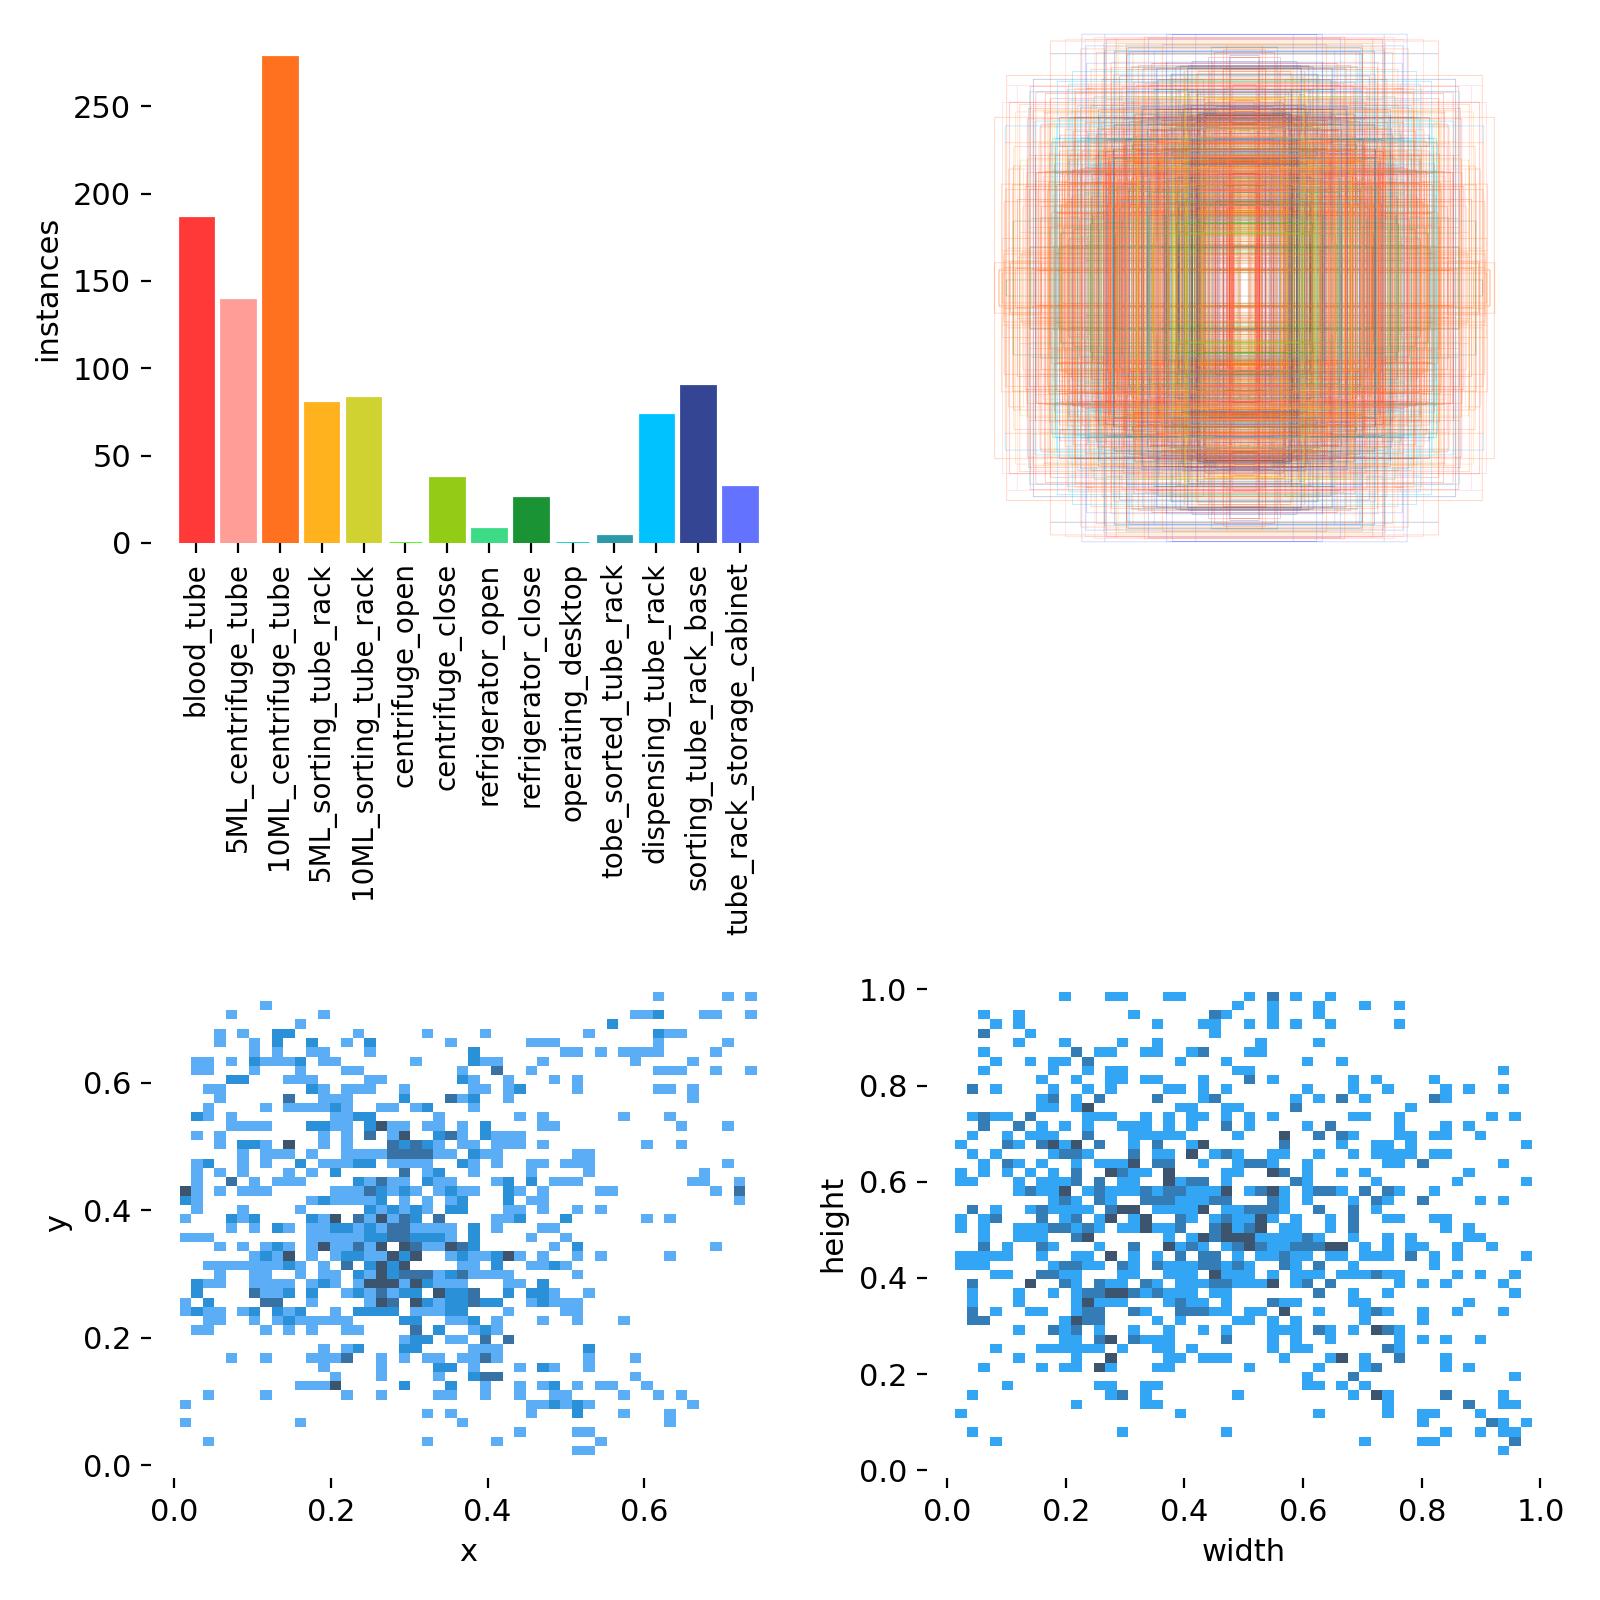 instances
250
200
150
100
50
0
blood_tube
5ML_centrifuge_tube
10ML_centrifuge_tube
5ML_sorting_tube_rack
10ML_sorting_tube_rack
centrifuge_open
centrifuge_close
refrigerator_open
refrigerator_close
operating_desktop
tobe_sorted_tube_rack
dispensing_tube_rack
sorting_tube_rack_base
tube_rack_storage_cabinet
y
0.6
0.4
0.2
0.0
0.0 0.2 0.4 0.6
x
height
1.0
0.8
0.6
0.4
0.2
0.0
0.0 0.2 0.4 0.6 0.8 1.0
width